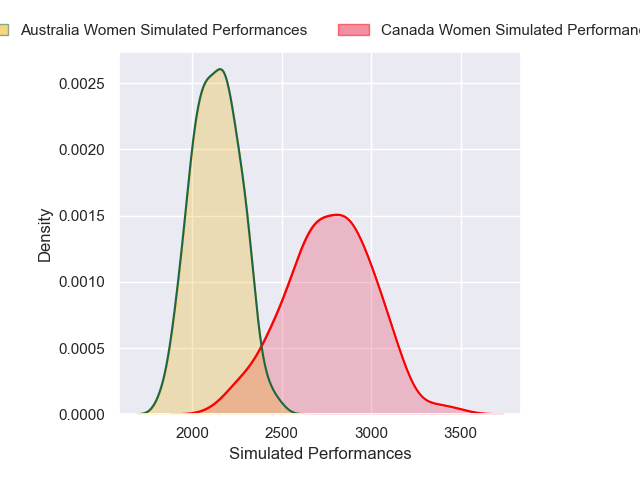 Australia Women Simulated Performances
Canada Women Simulated
0.0025
0.0020
0.0015
0.0010
0.0005
0.0000
Density
2000
2500
3000
3500
Simulated Performances